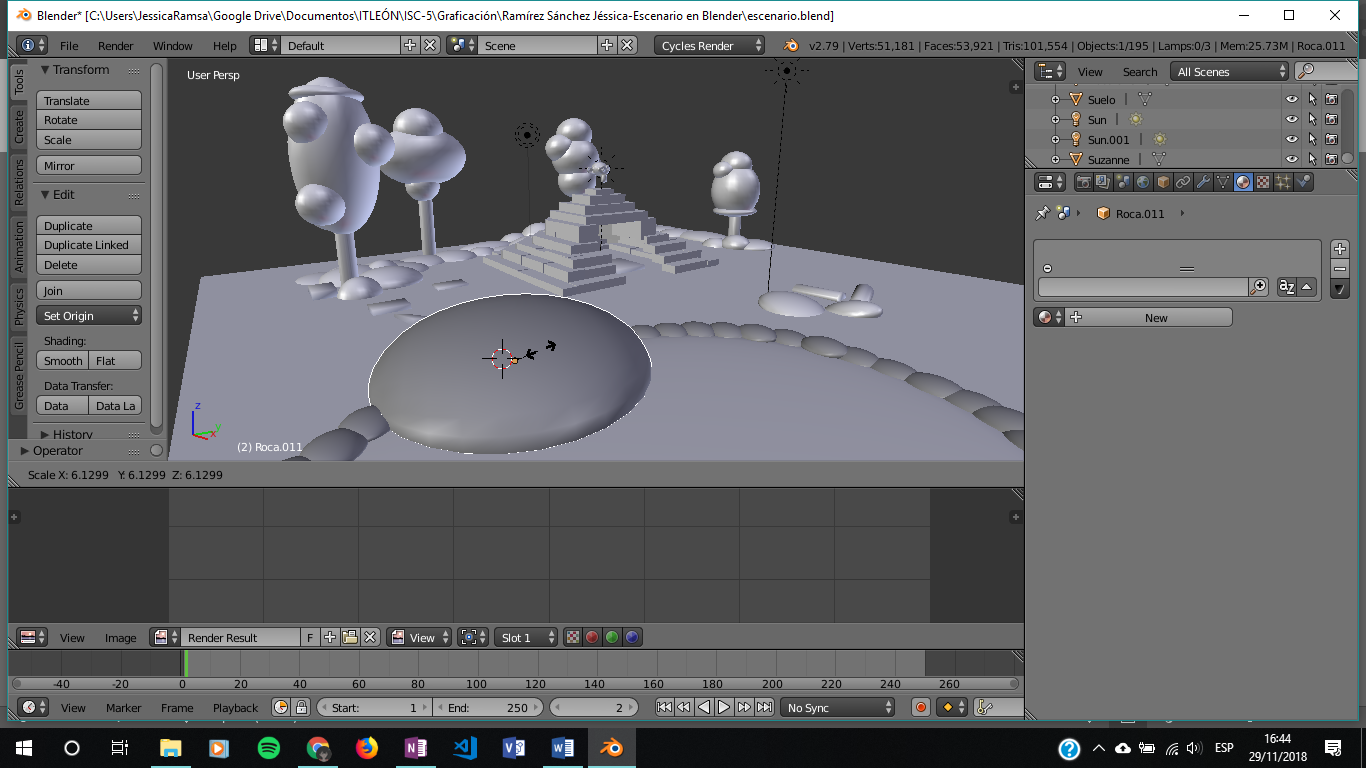 Blender* [C:\Users\JessicaRamsa\Google Drive\Documentos\ITLEÓN\ISC-5\Graficación\Ramírez Sánchez Jéssica-Escenario en Blender\escenario.blend]
File Render Window Help Default Scene Cycles Render v2.79 | Verts:51,181 | Faces:53,921 | Tris:101,554 | Objects:1/195 | Lamps:0/3 | Mem:25.73M | Roca.011
Tools
Create
Relations
Animation
Physics
Grease Pencil
Transform
Translate
Rotate
Scale
Mirror
Edit
Duplicate
Duplicate Linked
Delete
Join
Set Origin
Shading:
Smooth Flat
Data Transfer:
Data Data La
History
Operator
User Persp
z
y
x
(2) Roca.011
Scale X: 6.1299 Y: 6.1299 Z: 6.1299
View Search All Scenes
Suelo
Sun
Sun.001
Suzanne
Roca.011
New
View Image Render Result F View Slot 1
-40 -20 0 20 40 60 80 100 120 140 160 180 200 220 240 260
View Marker Frame Playback Start: 1 End: 250 2 No Sync
ESP
16:44
29/11/2018